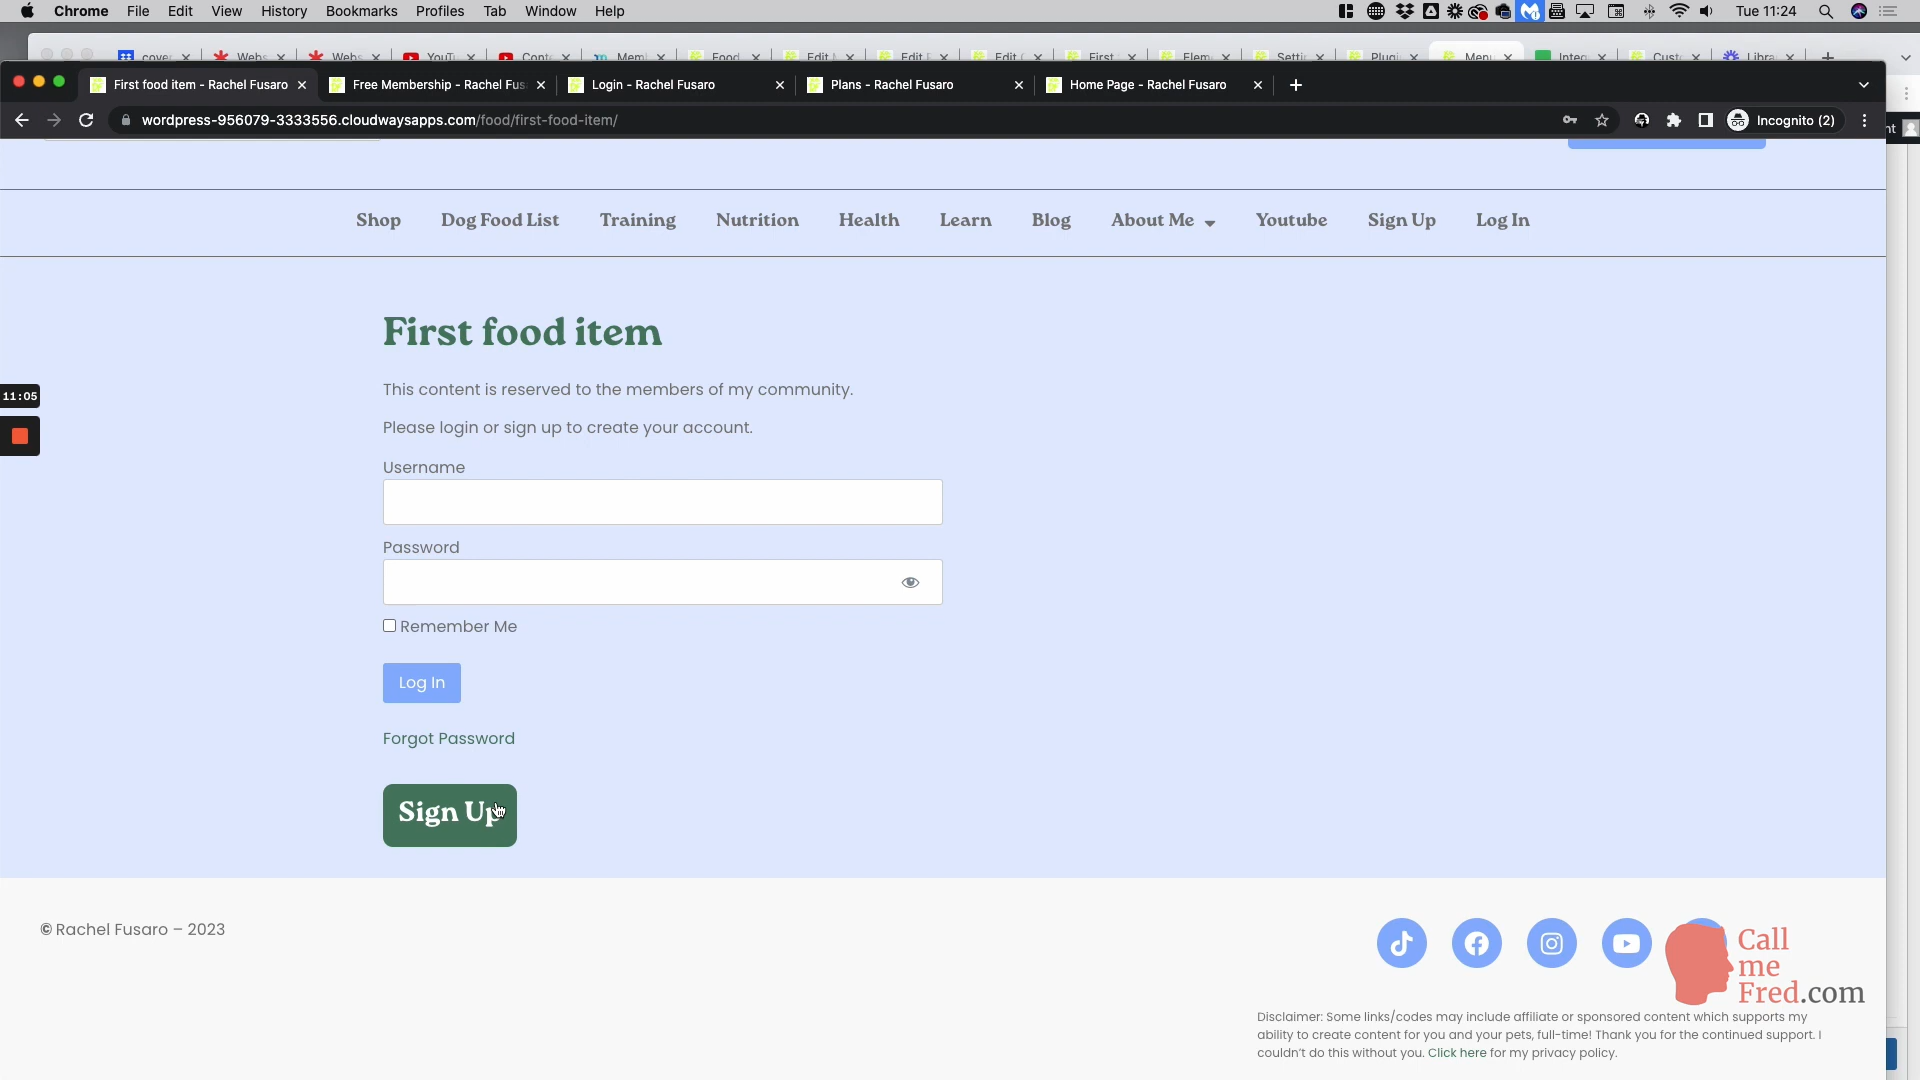 Chrome File Edit View History Bookmarks Profiles Tab Window Help
Tue 11:24
First food item - Rachel Fusaro
Free Membership - Rachel Fus
Login - Rachel Fusaro
Plans - Rachel Fusaro
Home Page - Rachel Fusaro
wordpress-956079-3333556.cloudwaysapps.com/food/first-food-item/
Incognito (2)
Shop Dog Food List Training Nutrition Health Learn Blog About Me Youtube Sign Up Log In
First food item
This content is reserved to the members of my community.
11:05
Please login or sign up to create your account.
Username
Password
Remember Me
Log In
Forgot Password
Sign Up
© Rachel Fusaro – 2023
Call
me
Fred.com
Disclaimer: Some links/codes may include affiliate or sponsored content which supports my
ability to create content for you and your pets, full-time! Thank you for the continued support. I
couldn't do this without you. Click here for my privacy policy.